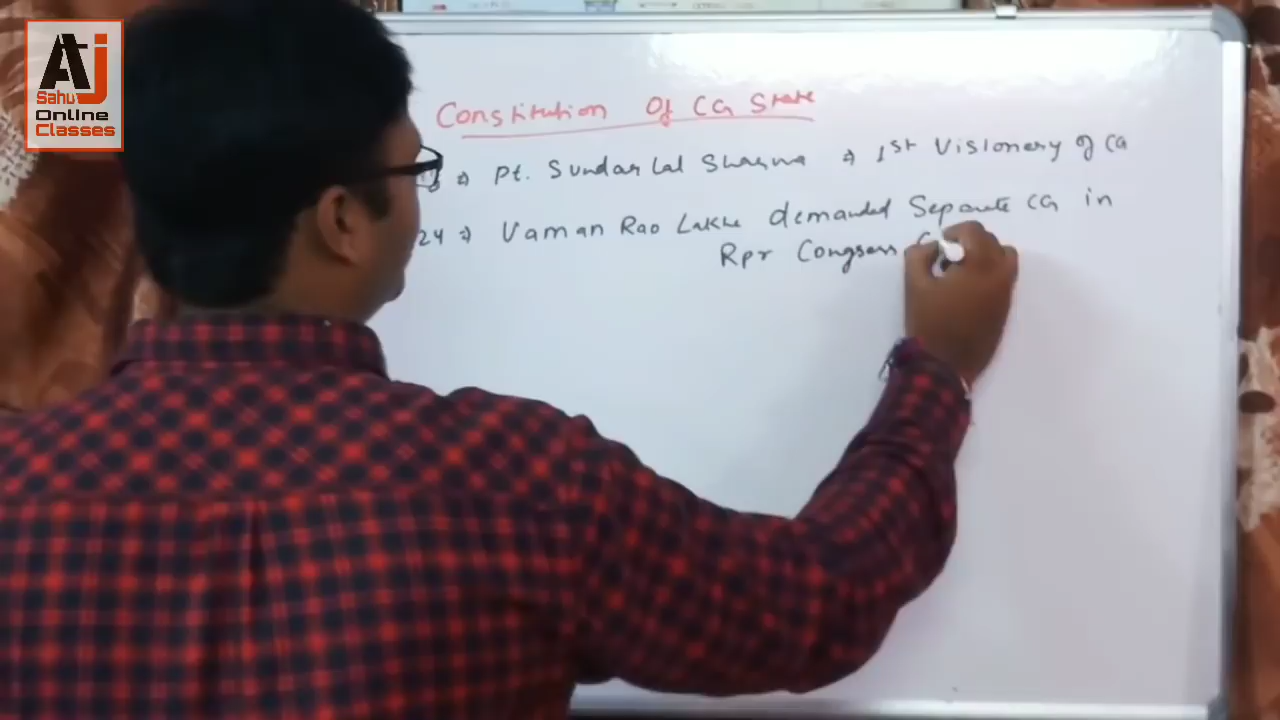 Aj
Sahu
Online
Classes
Constitution Of CG State
⇒ Pt. Sundar Lal Sharma ⇒ 1st Visionery of CG
24 ⇒ Vaman Rao Lakhe demanded Separate CG in
Rpr Congress